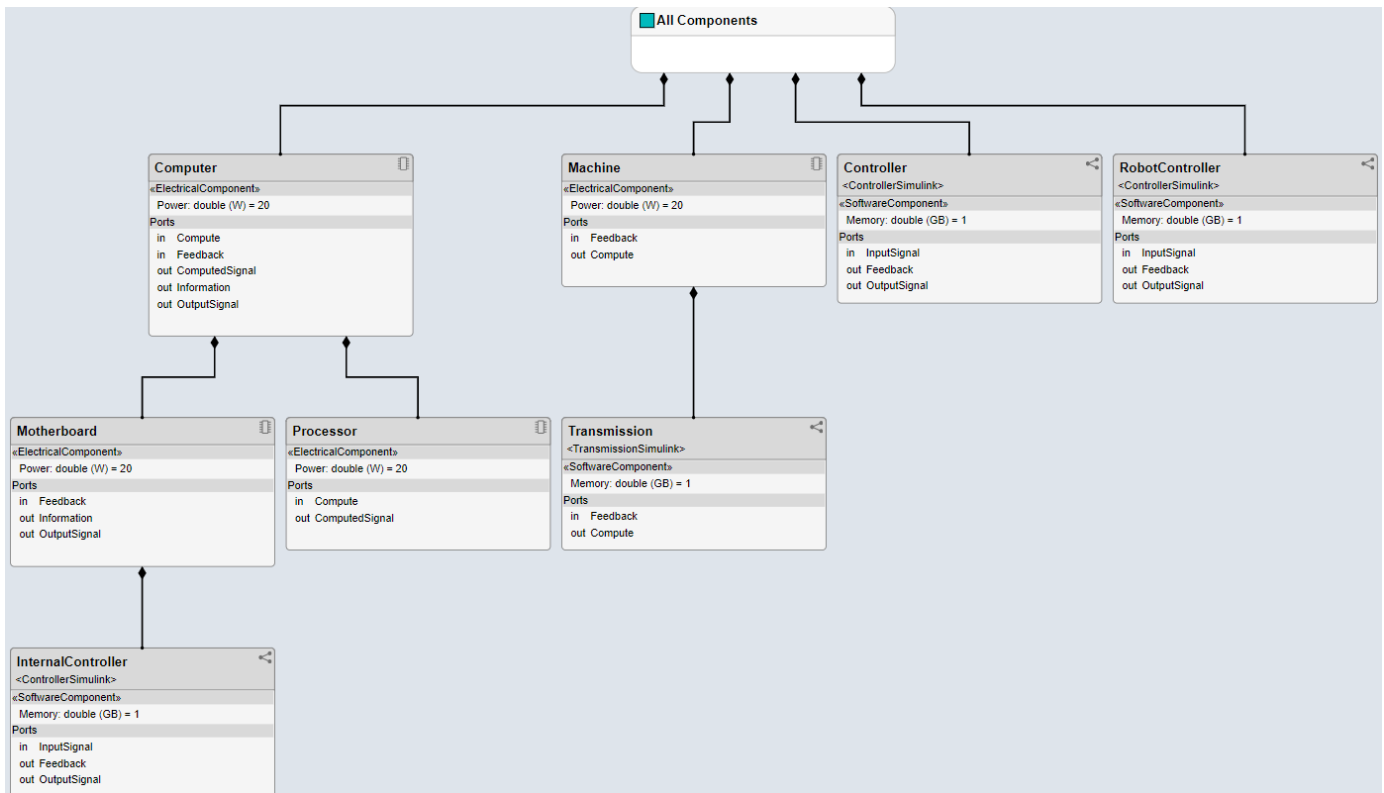 All Components
Computer
«ElectricalComponent»
Power: double (W) = 20
Ports
in Compute
in Feedback
out ComputedSignal
out Information
out OutputSignal
Machine
«ElectricalComponent»
Power: double (W) = 20
Ports
in Feedback
out Compute
Controller
<ControllerSimulink>
«SoftwareComponent»
Memory: double (GB) = 1
Ports
in InputSignal
out Feedback
out OutputSignal
RobotController
<ControllerSimulink>
«SoftwareComponent»
Memory: double (GB) = 1
Ports
in InputSignal
out Feedback
out OutputSignal
Motherboard
«ElectricalComponent»
Power: double (W) = 20
Ports
in Feedback
out Information
out OutputSignal
Processor
«ElectricalComponent»
Power: double (W) = 20
Ports
in Compute
out ComputedSignal
Transmission
<TransmissionSimulink>
«SoftwareComponent»
Memory: double (GB) = 1
Ports
in Feedback
out Compute
InternalController
<ControllerSimulink>
«SoftwareComponent»
Memory: double (GB) = 1
Ports
in InputSignal
out Feedback
out OutputSignal